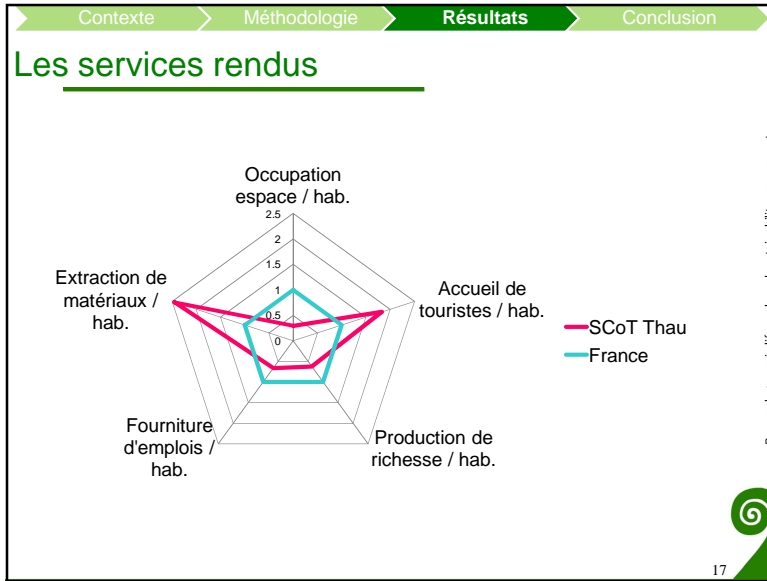 Contexte
Méthodologie
Résultats
Conclusion
Les services rendus
Occupation
espace / hab.
2.5
2
1.5
1
0.5
0
Extraction de
matériaux /
hab.
Accueil de
touristes / hab.
Fourniture
d'emplois /
hab.
Production de
richesse / hab.
SCoT Thau
France
17